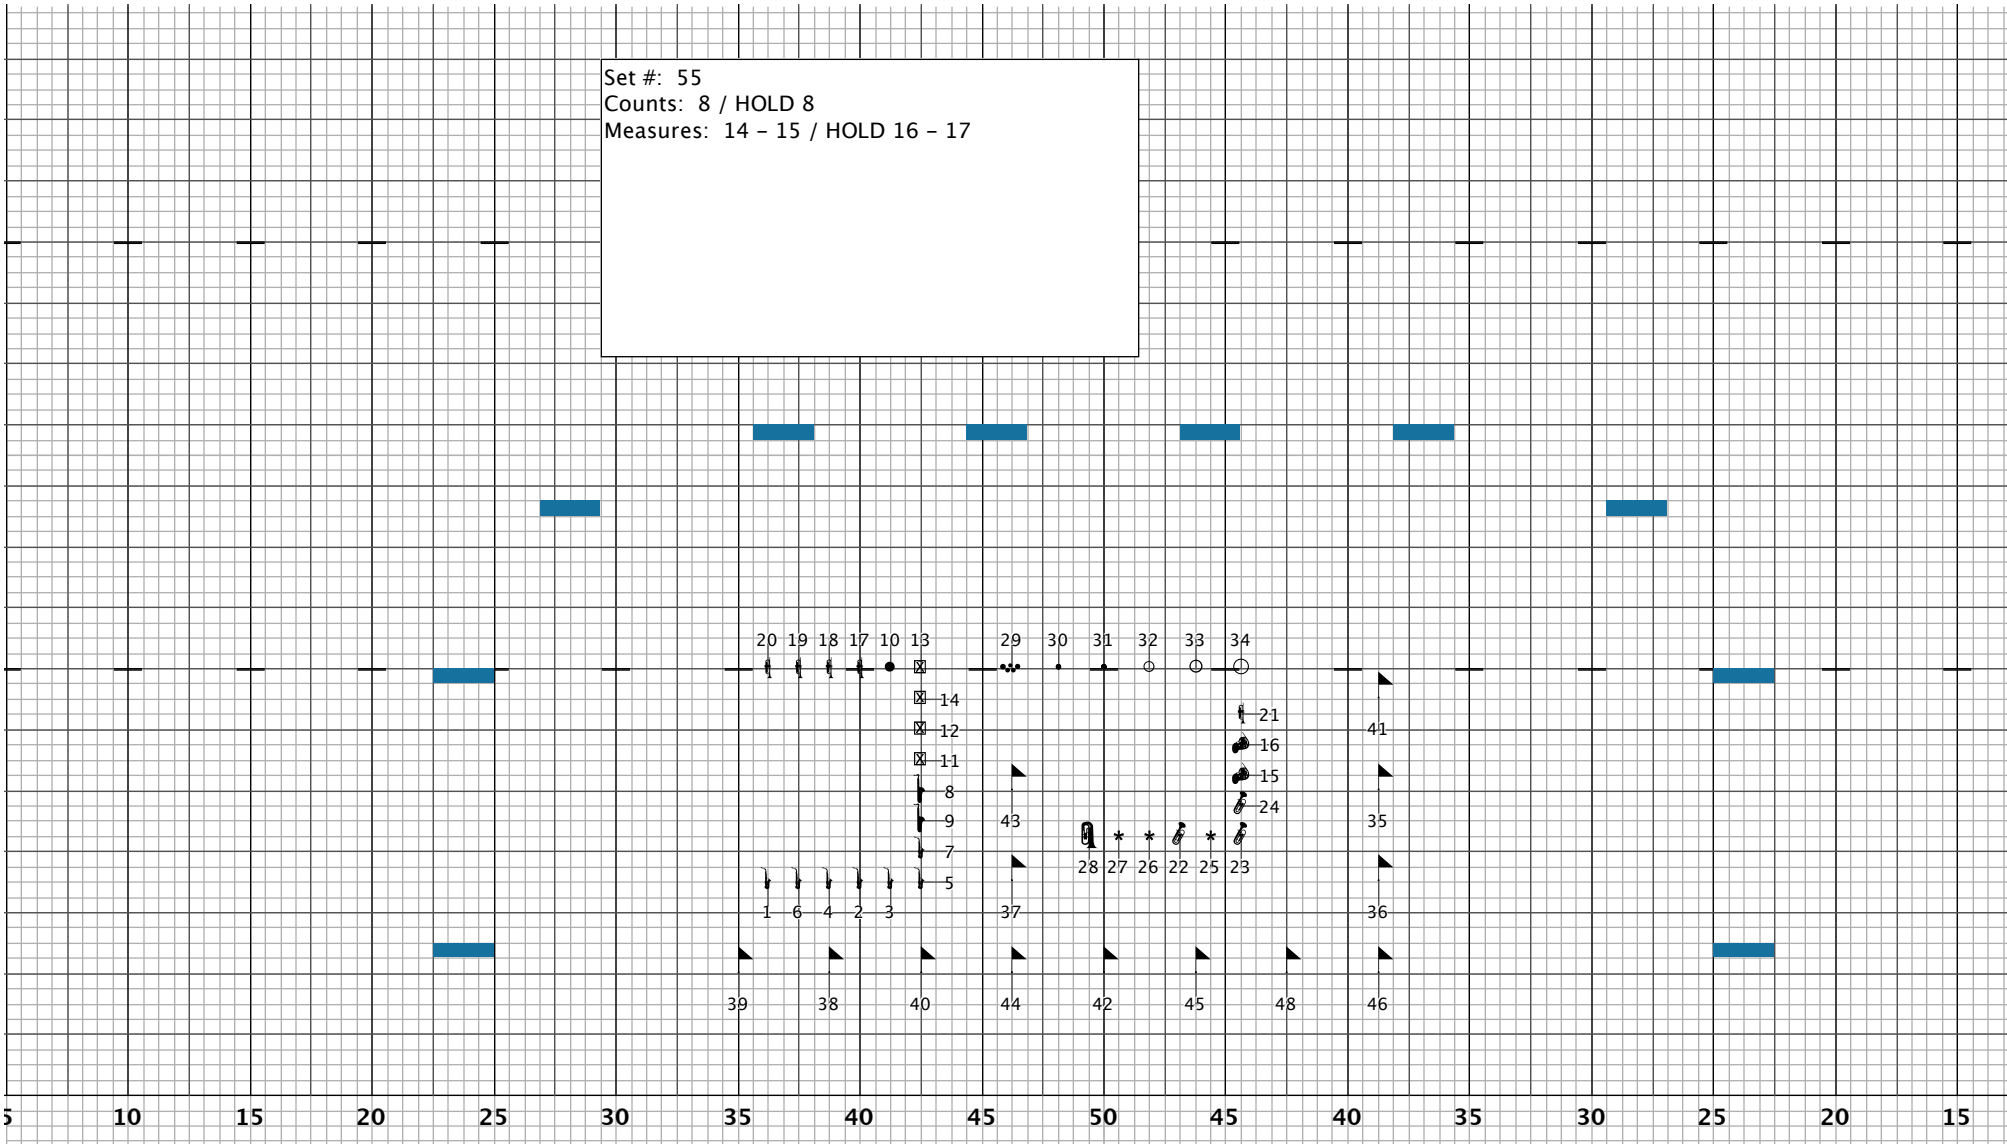 Set #: 55
Counts: 8 / HOLD 8
Measures: 14 – 15 / HOLD 16 – 17
20 19 18 17 10 13 29 30 31 32 33 34
14
21
12
41
16
11
15
8
24
9
43
35
7
28 27 26 22 25 23
5
1 6 4 2 3
37
36
39 38 40 44 42 45 48 46
5 10 15 20 25 30 35 40 45 50 45 40 35 30 25 20 15